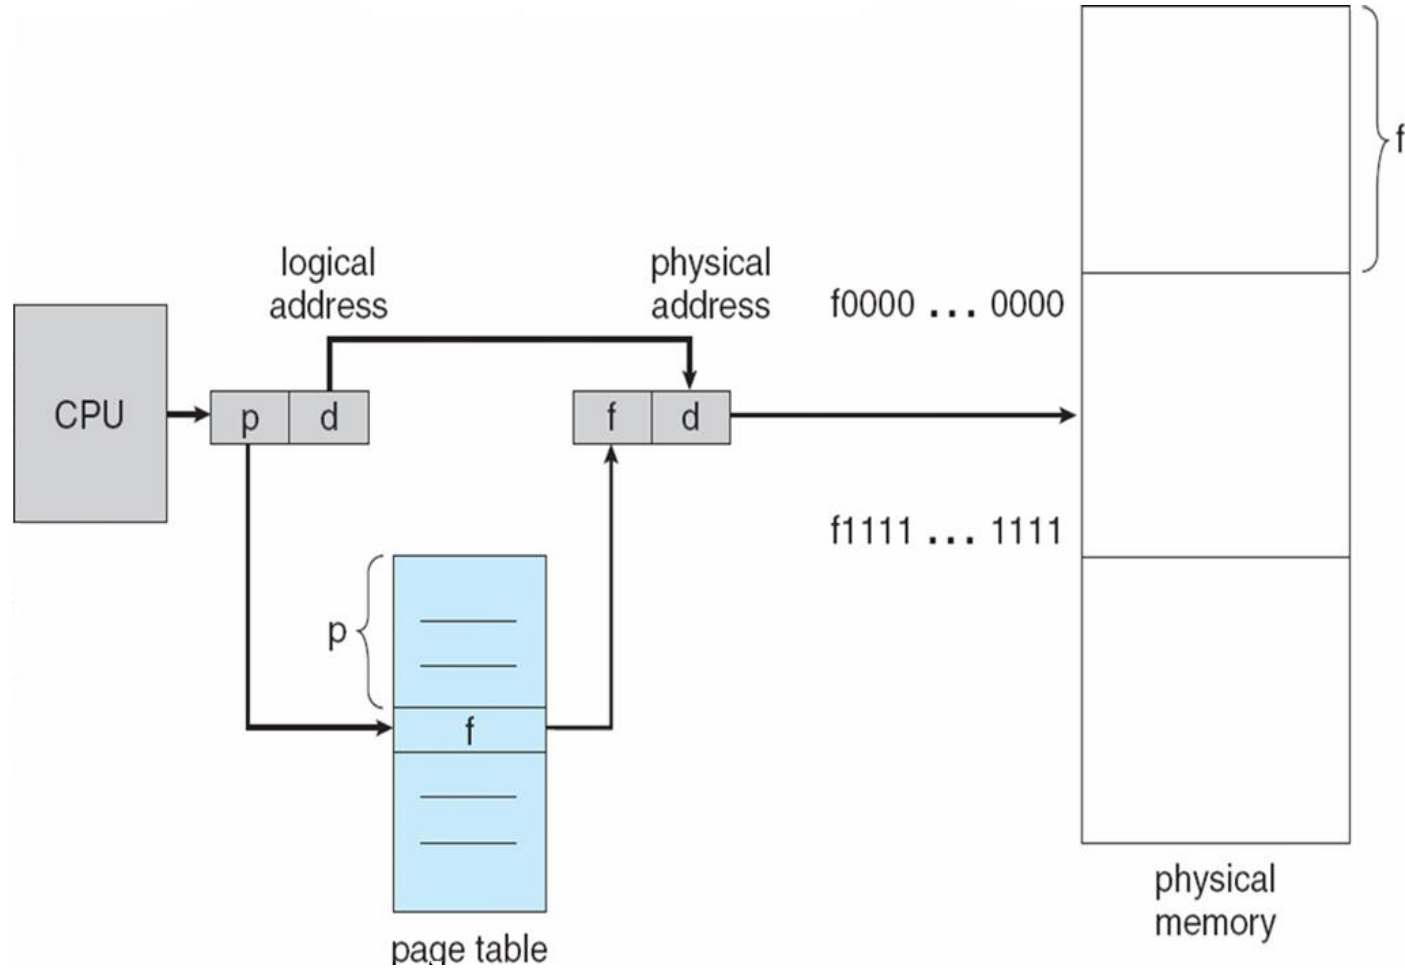 f
logical
address
physical
address
f0000 ... 0000
CPU
p
d
f
d
f1111 ... 1111
p
f
physical
memory
page table